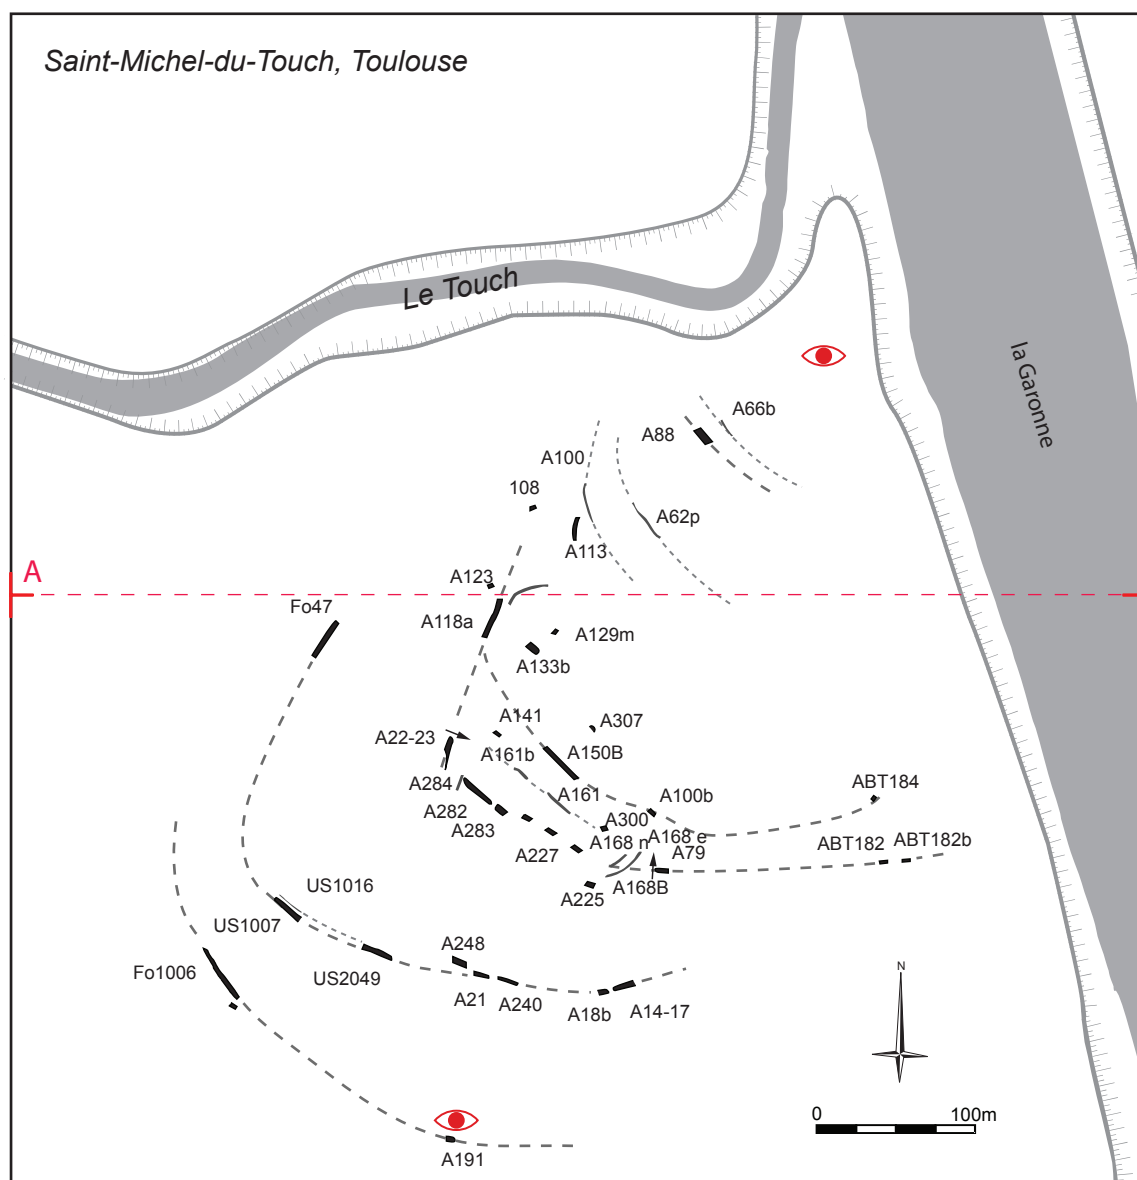 Saint-Michel-du-Touch, Toulouse
Le Touch
la Garonne
A66b
A88
A100
108
A62p
A113
A
A123
Fo47
A118a
A129m
A133b
A141
A307
A22-23
A161b
A150B
A284
A161
ABT184
A282
A100b
A283
A300
A227
A168 n
A168 e
ABT182
ABT182b
A79
A168B
A225
US1016
US1007
A248
Fo1006
US2049
A21
A240
A18b
A14-17
N
0
100m
A191